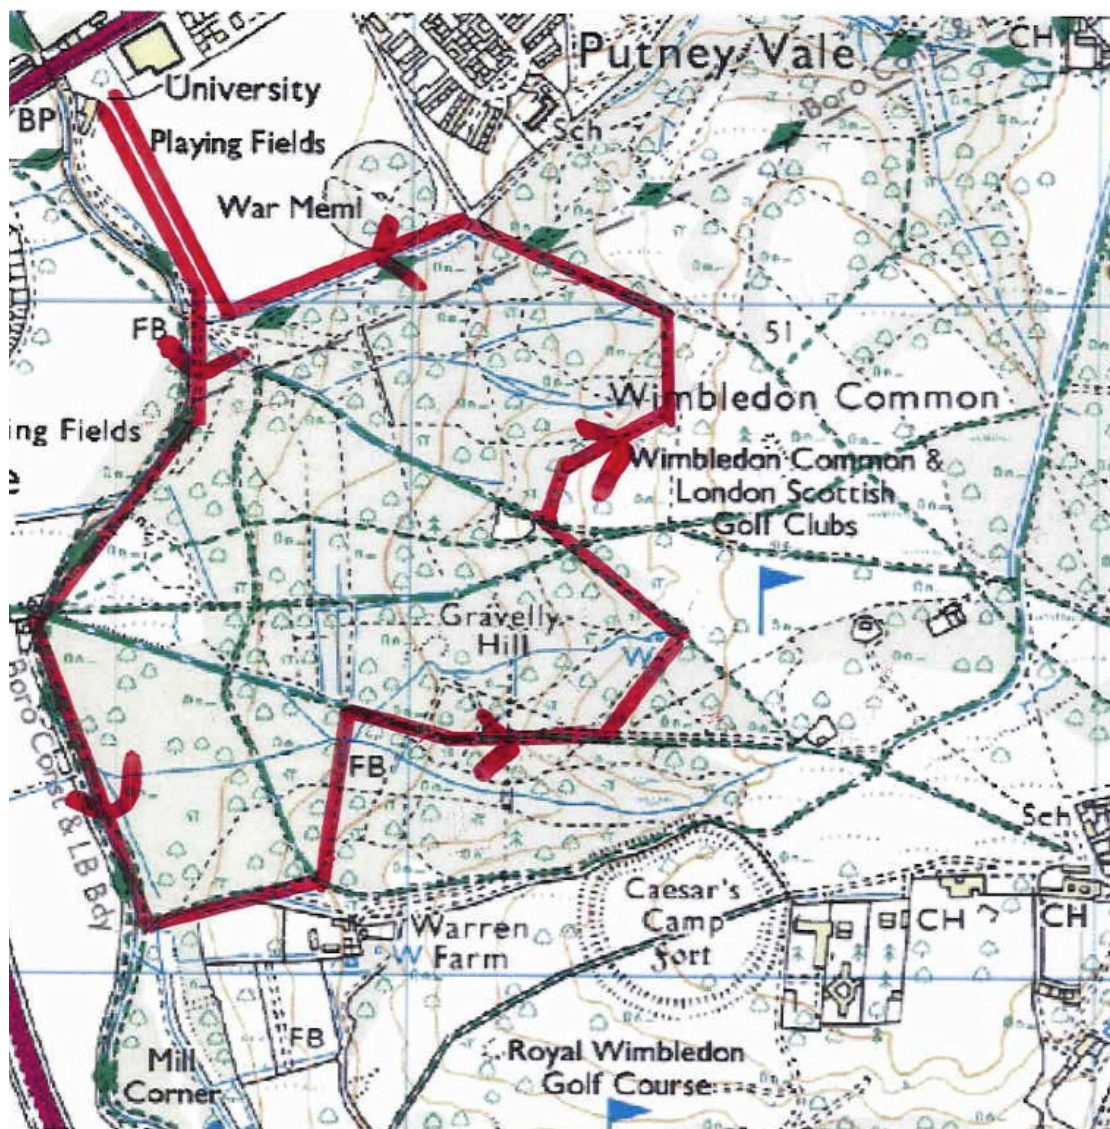 CH
Putney Vale
University
BP
Boro C
Sch
Playing Fields
War Meml
FB
51
Wimbledon Common
ing Fields
Wimbledon Common &
London Scottish
Golf Clubs
e
Gravelly
Hill
W
Boro Const & LB Bdy
FB
Sch
Caesar's
Camp
Fort
CH
CH
Warren
Farm
W
FB
Mill
Corner
Royal Wimbledon
Golf Course